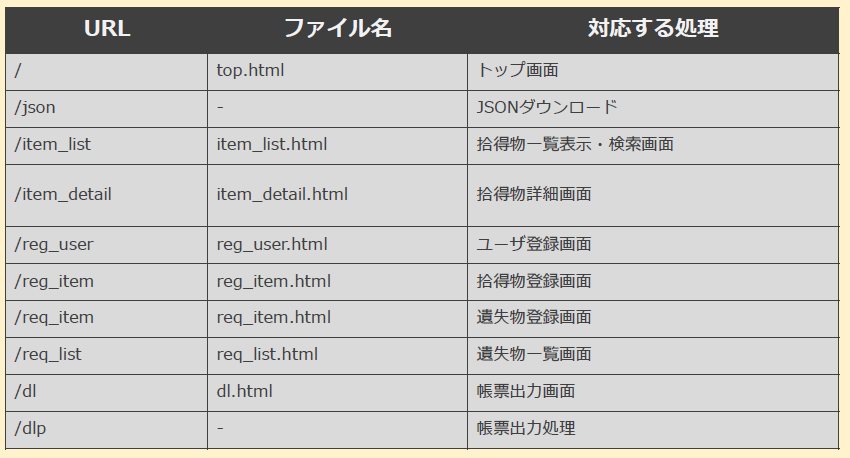 URL ファイル名 対応する処理
/ top.html トップ画面
/json - JSONダウンロード
/item_list item_list.html 拾得物一覧表示・検索画面
/item_detail item_detail.html 拾得物詳細画面
/reg_user reg_user.html ユーザ登録画面
/reg_item reg_item.html 拾得物登録画面
/req_item req_item.html 遺失物登録画面
/req_list req_list.html 遺失物一覧画面
/dl dl.html 帳票出力画面
/dlp - 帳票出力処理